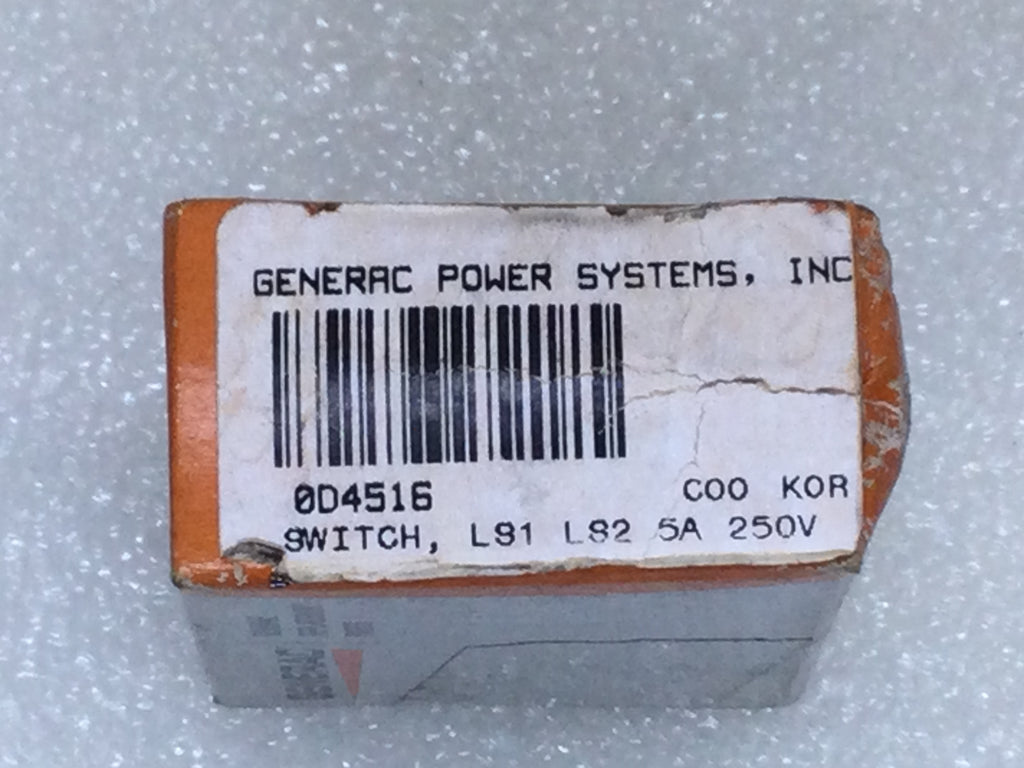 GENERAC POWER SYSTEMS, INC
0D4516
COO KOR
SWITCH, LS1 LS2 5A 250V